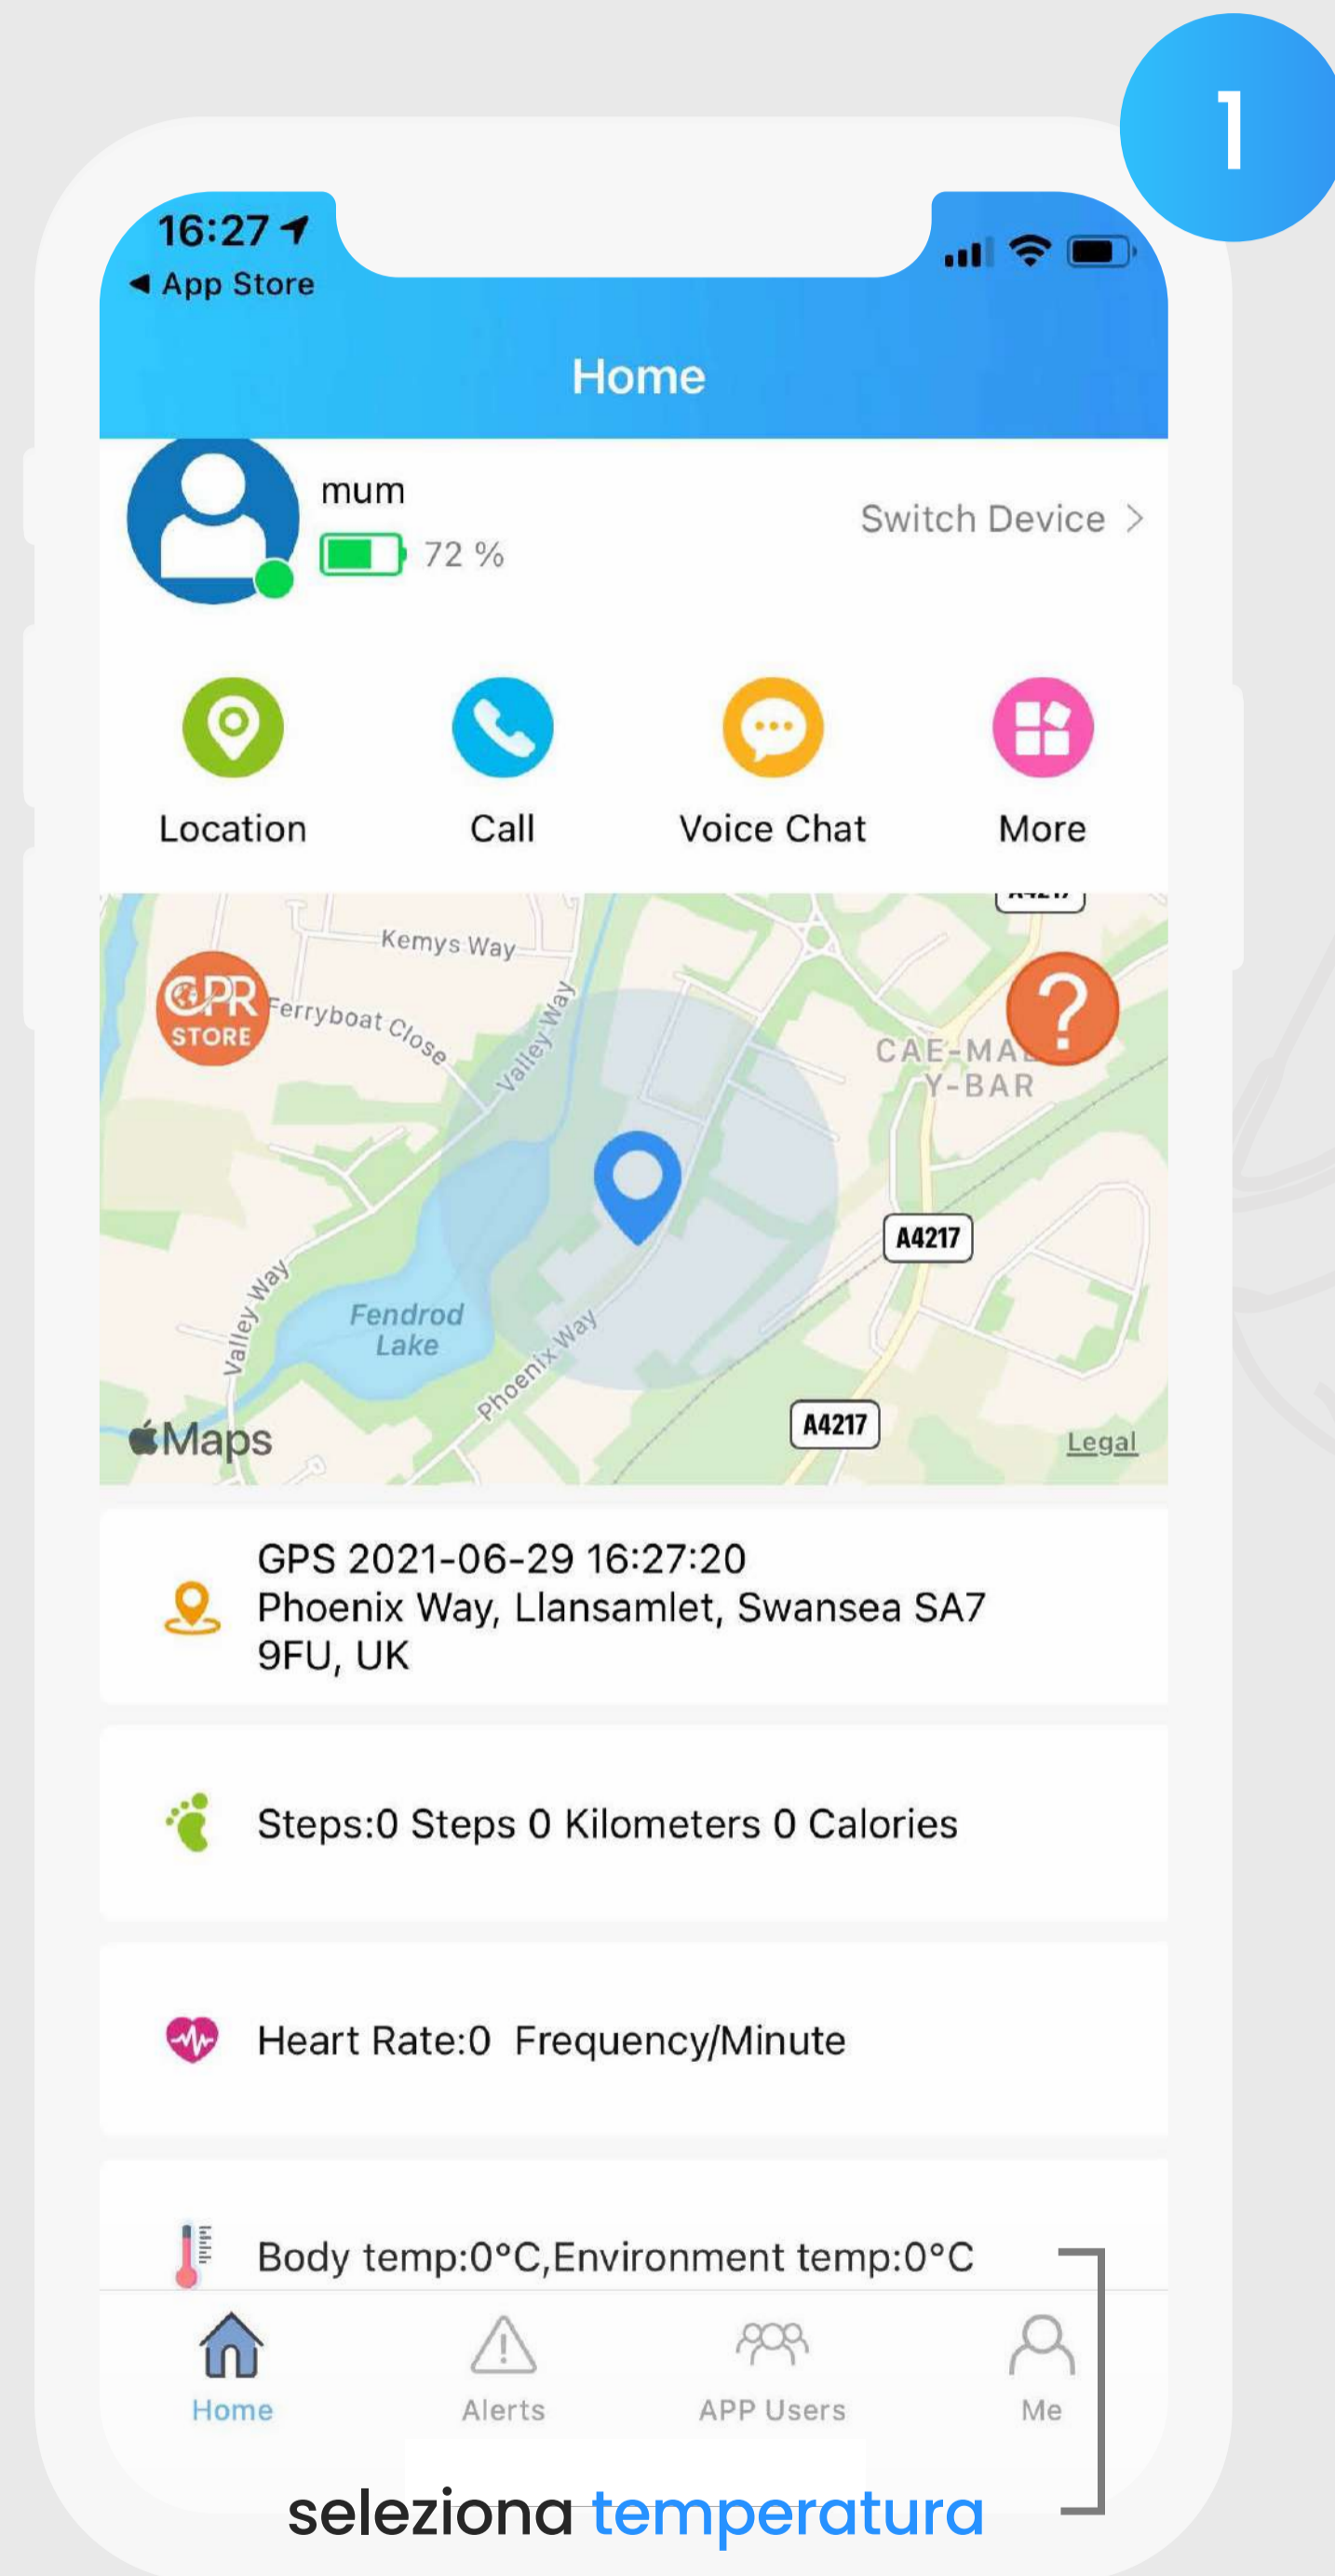 1
16:27
App Store
Home
mum
Switch Device >
72 %
Location
Call
Voice Chat
More
A4217
Kemys Way
CPR
STORE
Ferryboat Close
Valley Way
?
CAE-MA
Y-BAR
A4217
Valley Way
Fendrod
Lake
Phoenix Way
A4217
Maps
Legal
GPS 2021-06-29 16:27:20
Phoenix Way, Llansamlet, Swansea SA7
9FU, UK
Steps:0 Steps 0 Kilometers 0 Calories
Heart Rate:0 Frequency/Minute
Body temp:0°C,Environment temp:0°C
Home
Alerts
APP Users
Me
seleziona temperatura